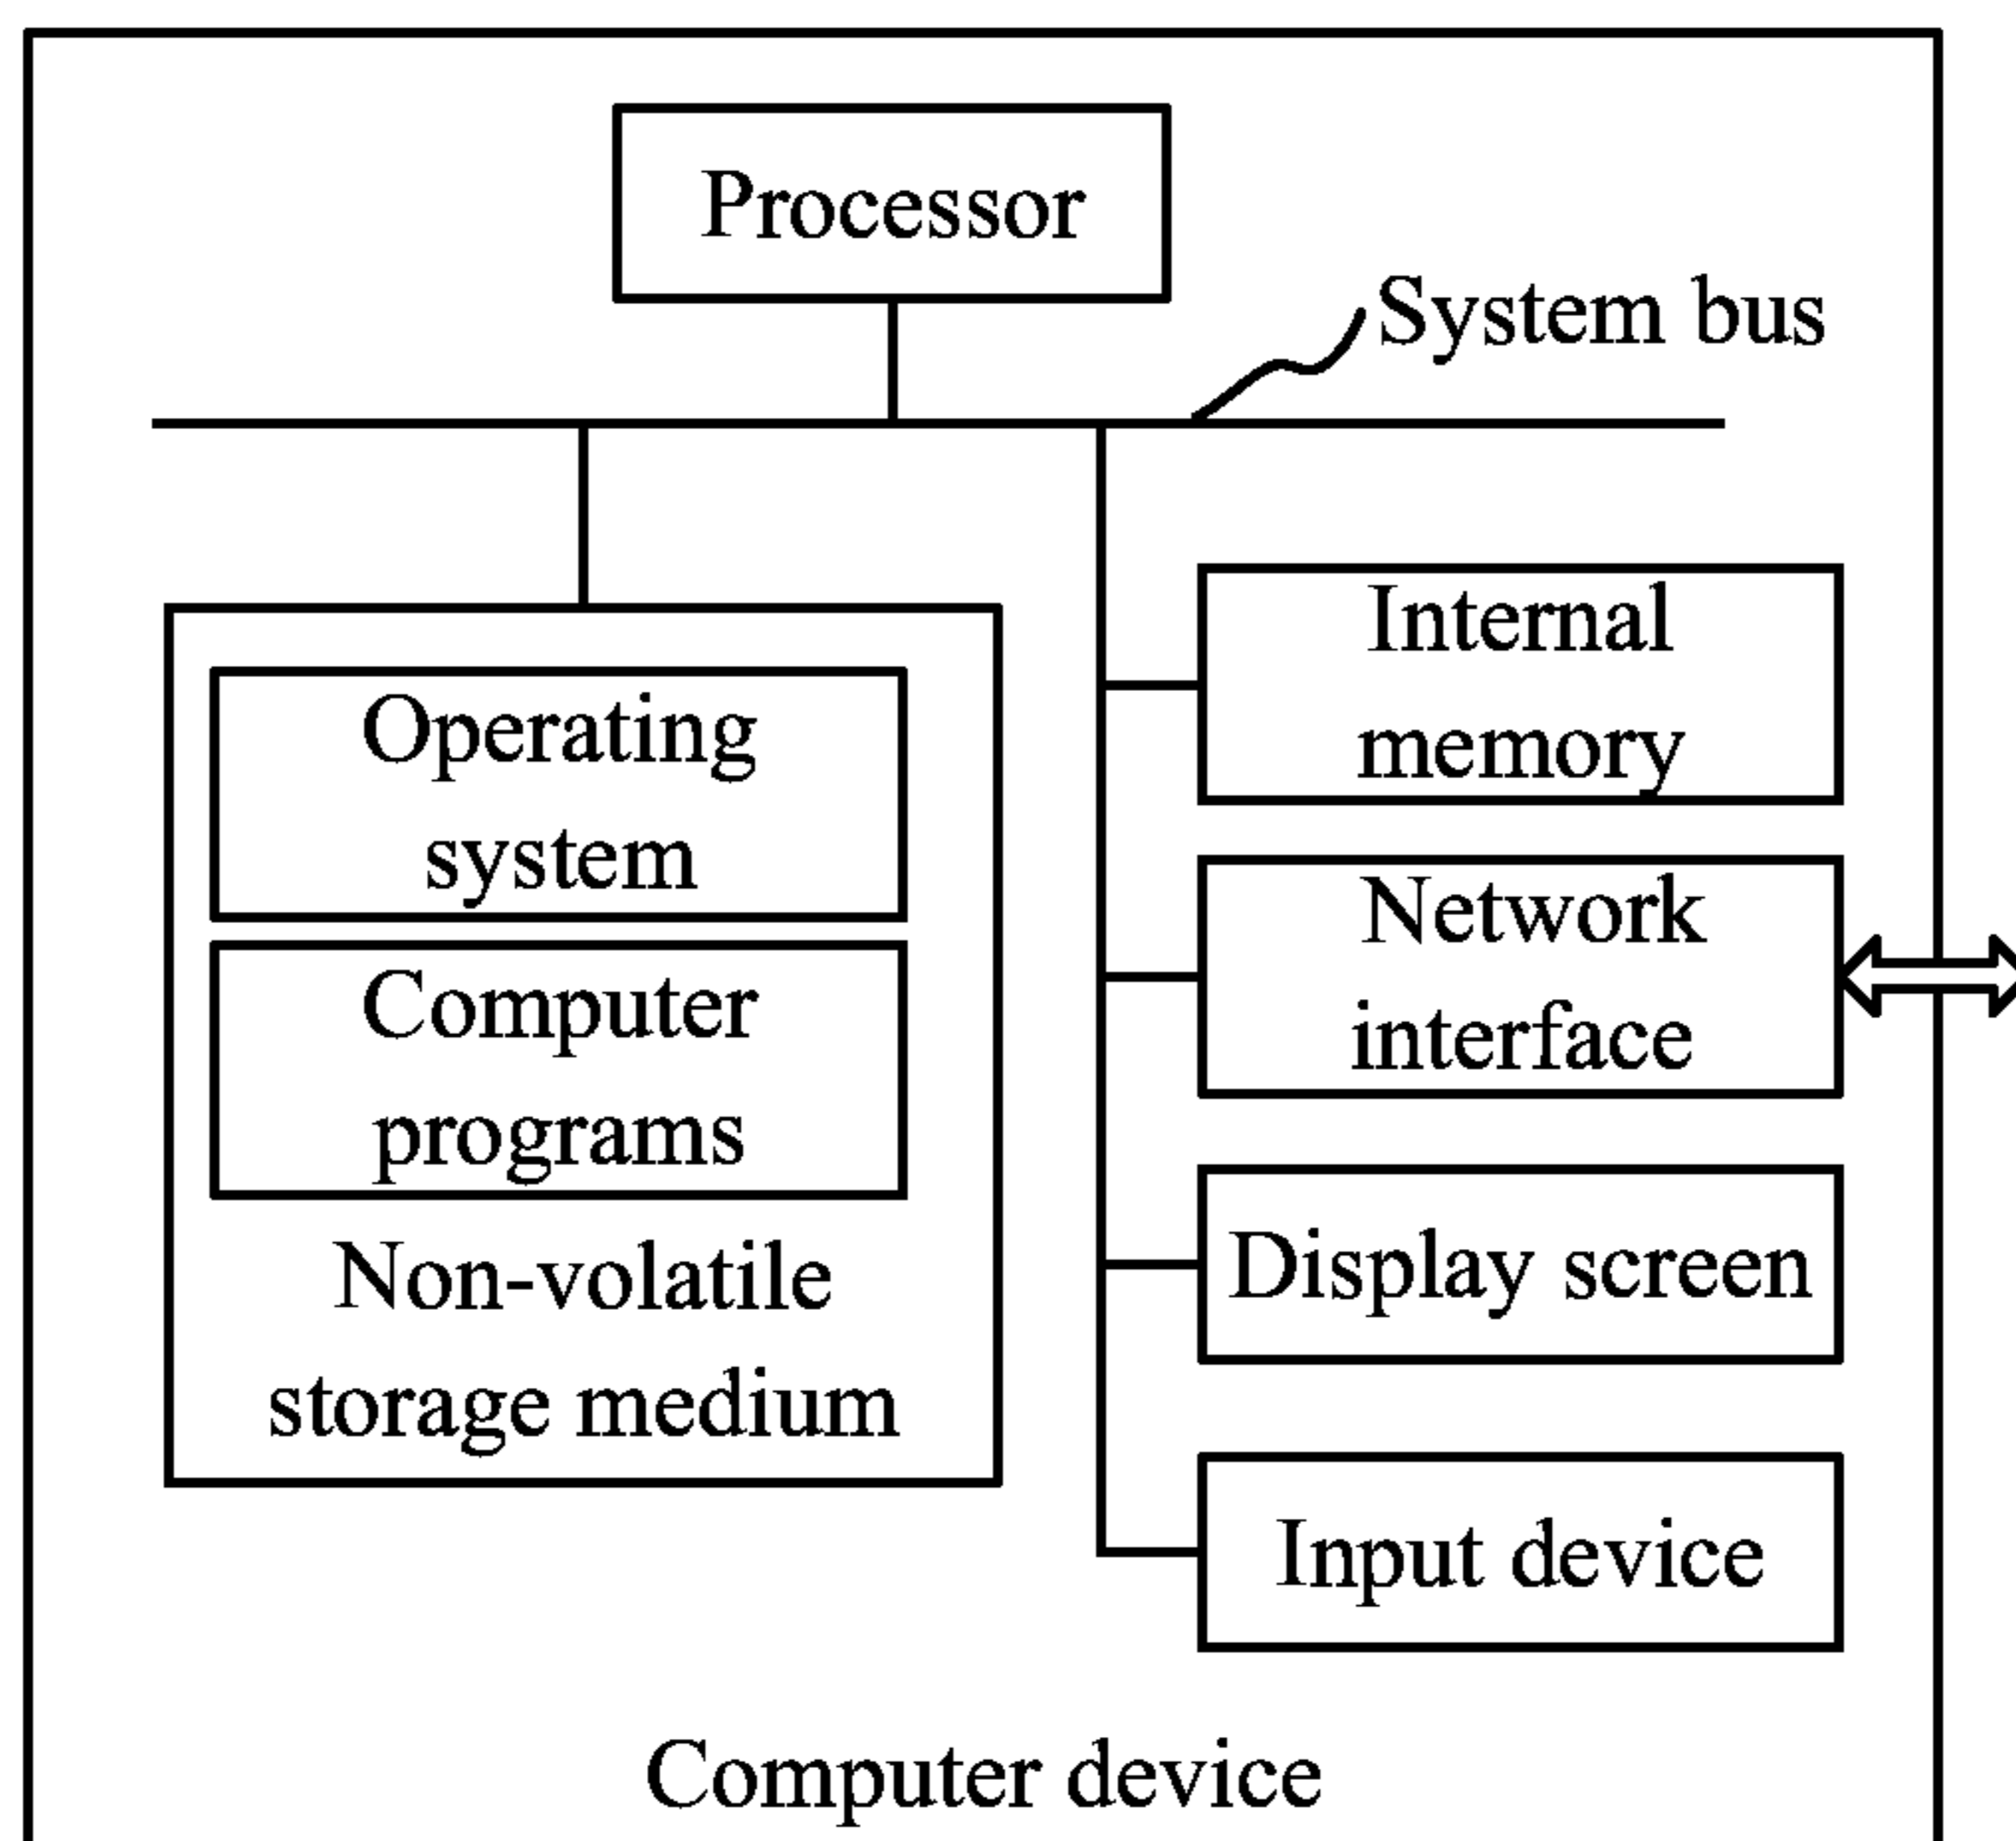 Processor
System bus
Operating
system
Computer
programs
Non-volatile
storage medium
Internal
memory
Network
interface
Display screen
Input device
Computer device